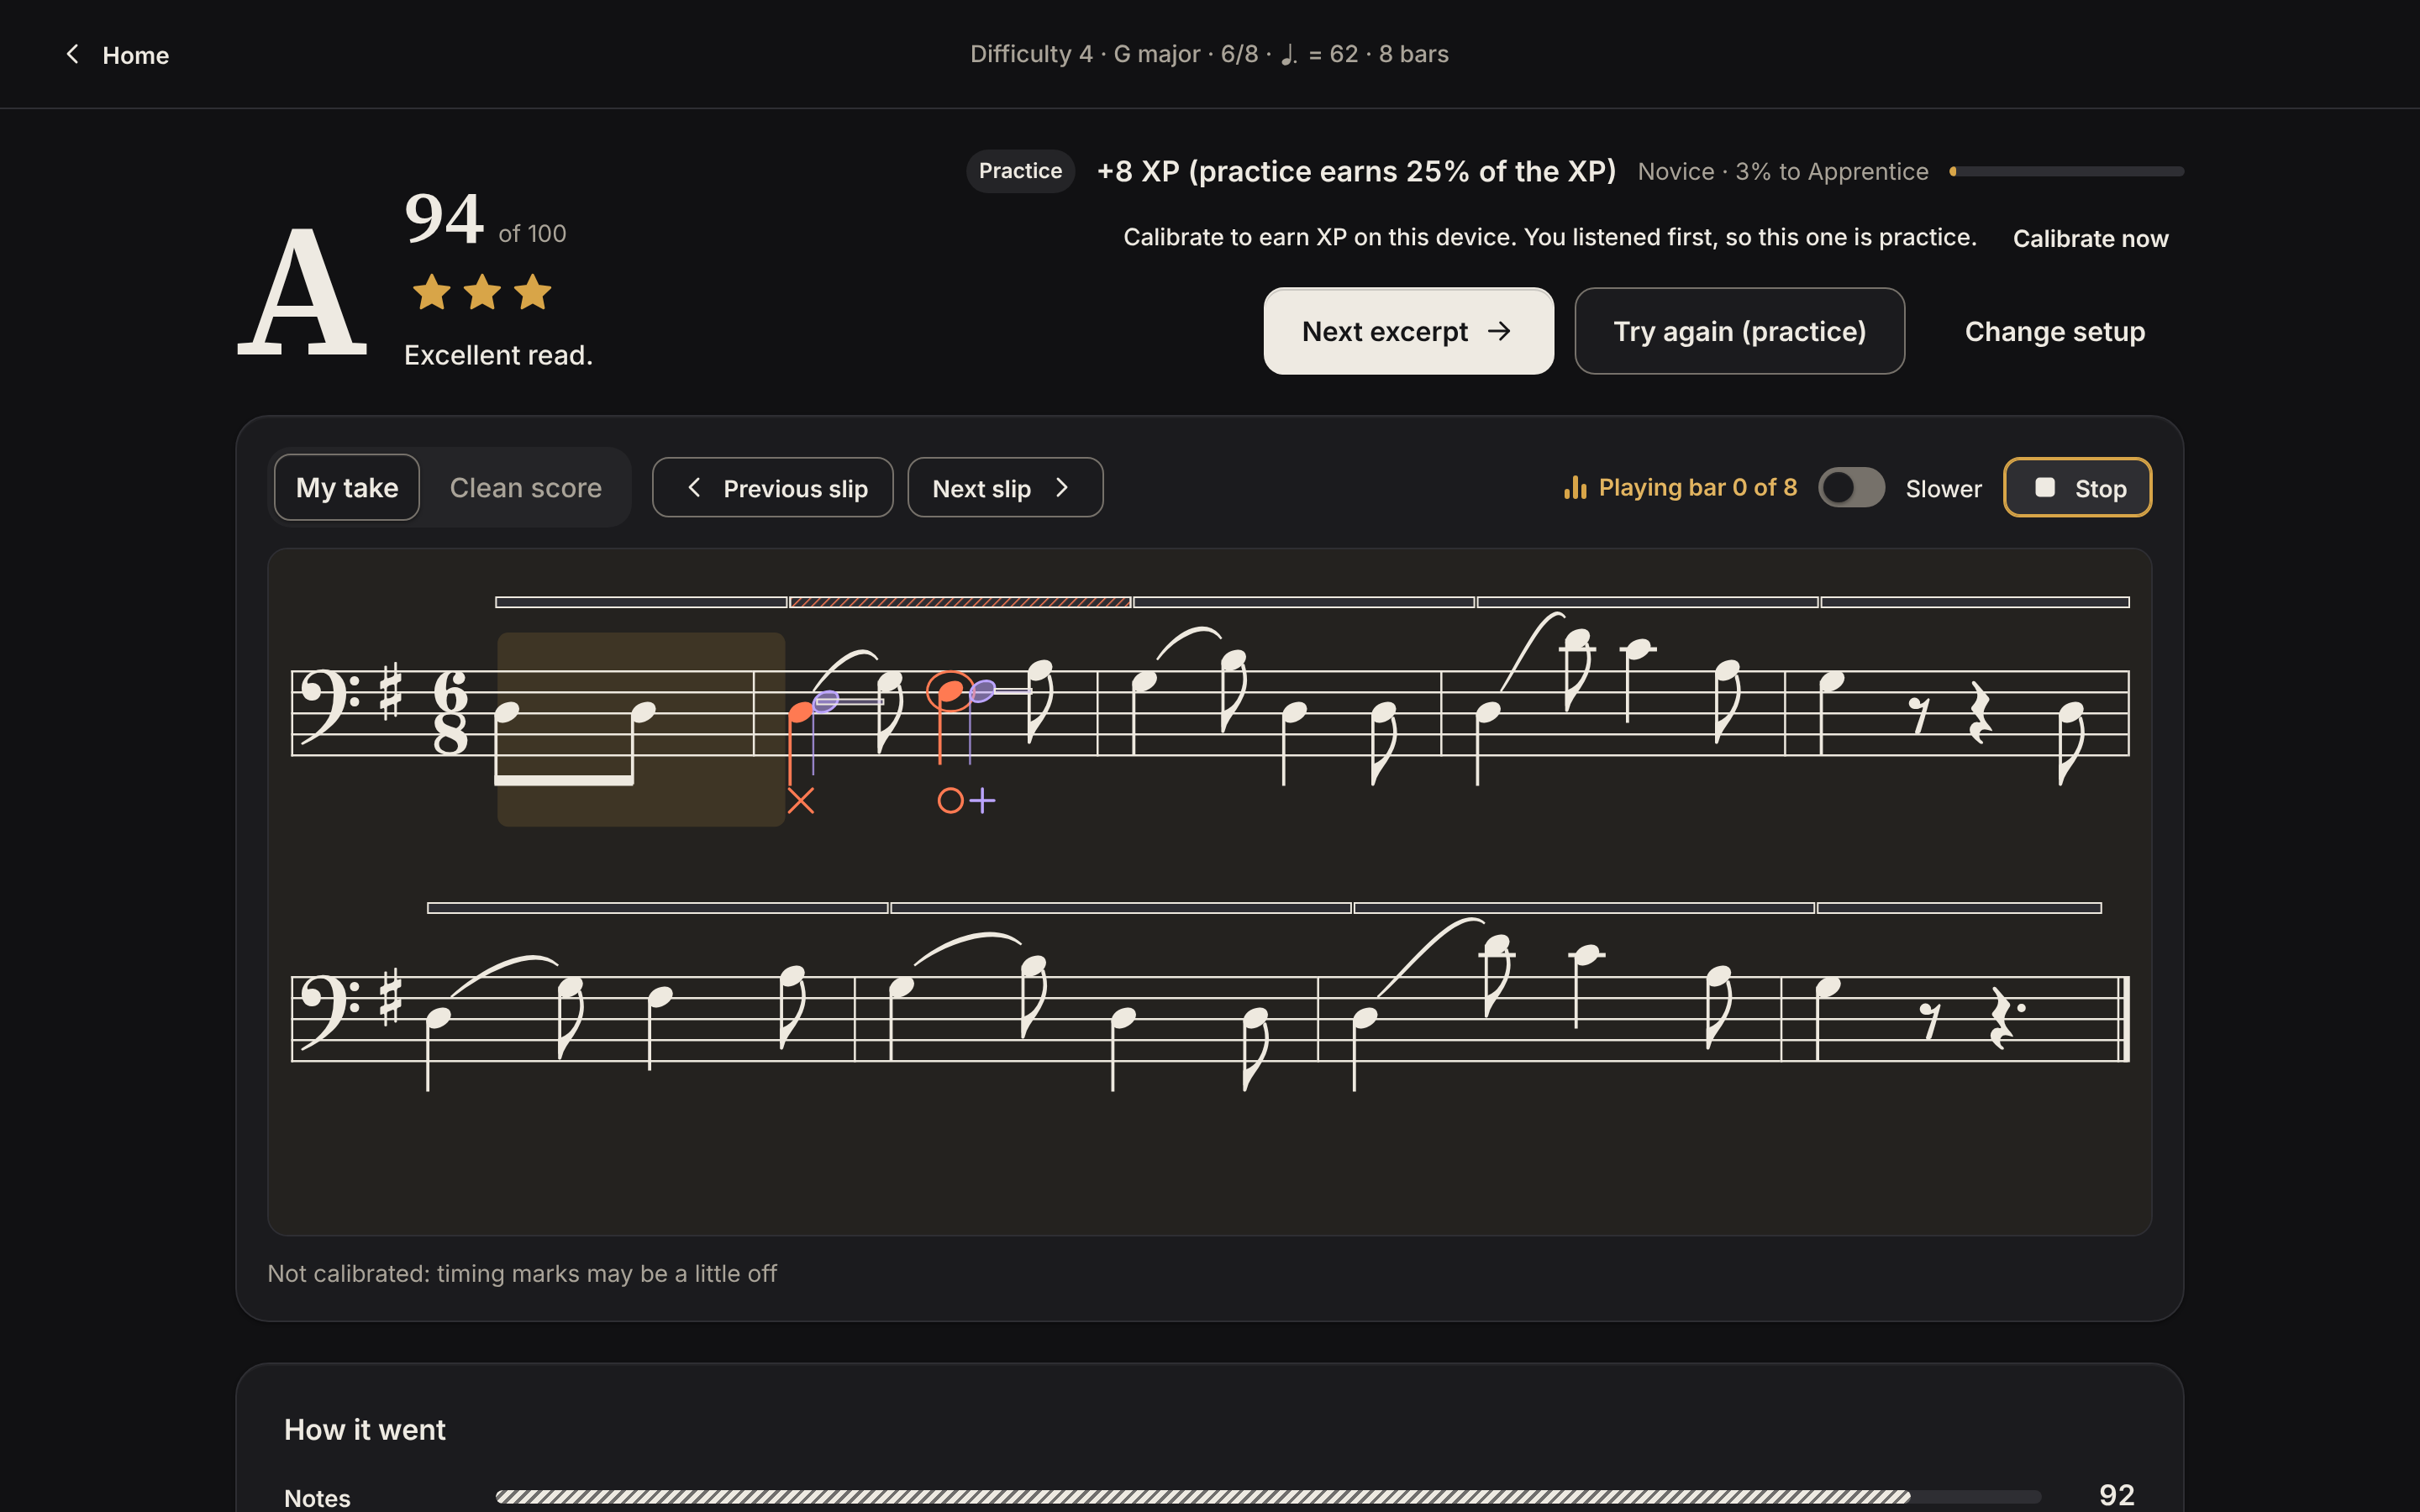 Home
Difficulty 4 · G major · 6/8 · ♩. = 62 · 8 bars
A
94 of 100
Excellent read.
Practice +8 XP (practice earns 25% of the XP) Novice · 3% to Apprentice
Calibrate to earn XP on this device. You listened first, so this one is practice. Calibrate now
Next excerpt → Try again (practice) Change setup
My take Clean score Previous slip Next slip Playing bar 0 of 8 Slower Stop
6
8
Not calibrated: timing marks may be a little off
How it went
Notes 92